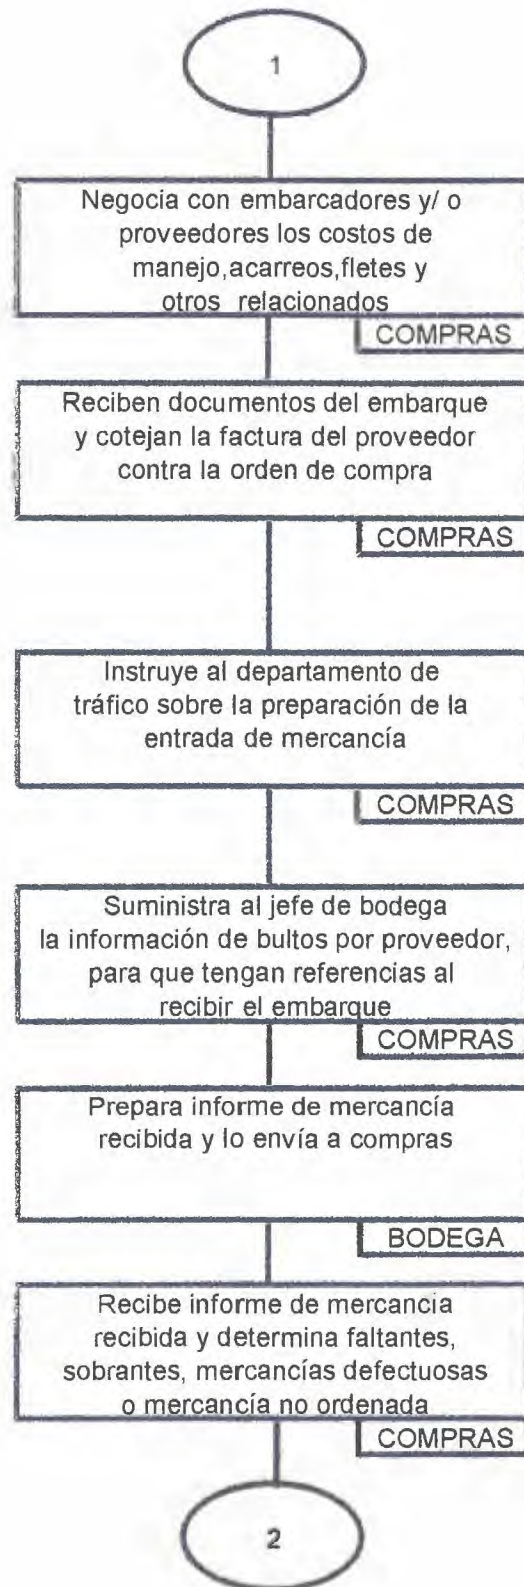 1
Negocia con embarcadores y/ o
proveedores los costos de
manejo,acarreos,fletes y
otros relacionados
COMPRAS
Reciben documentos del embarque
y cotejan la factura del proveedor
contra la orden de compra
COMPRAS
Instruye al departamento de
tráfico sobre la preparación de la
entrada de mercancía
COMPRAS
Suministra al jefe de bodega
la información de bultos por proveedor,
para que tengan referencias al
recibir el embarque
COMPRAS
Prepara informe de mercancía
recibida y lo envía a compras
BODEGA
Recibe informe de mercancia
recibida y determina faltantes,
sobrantes, mercancías defectuosas
o mercancía no ordenada
COMPRAS
2